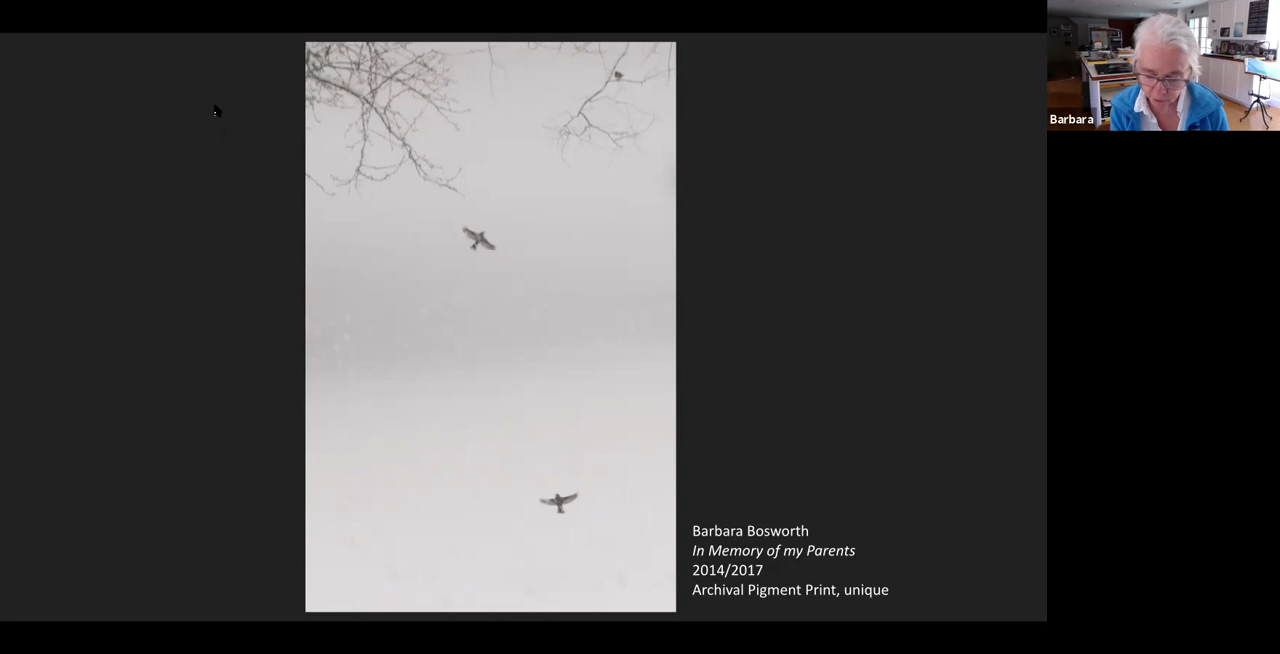 Barbara
Barbara Bosworth
In Memory of my Parents
2014/2017
Archival Pigment Print, unique